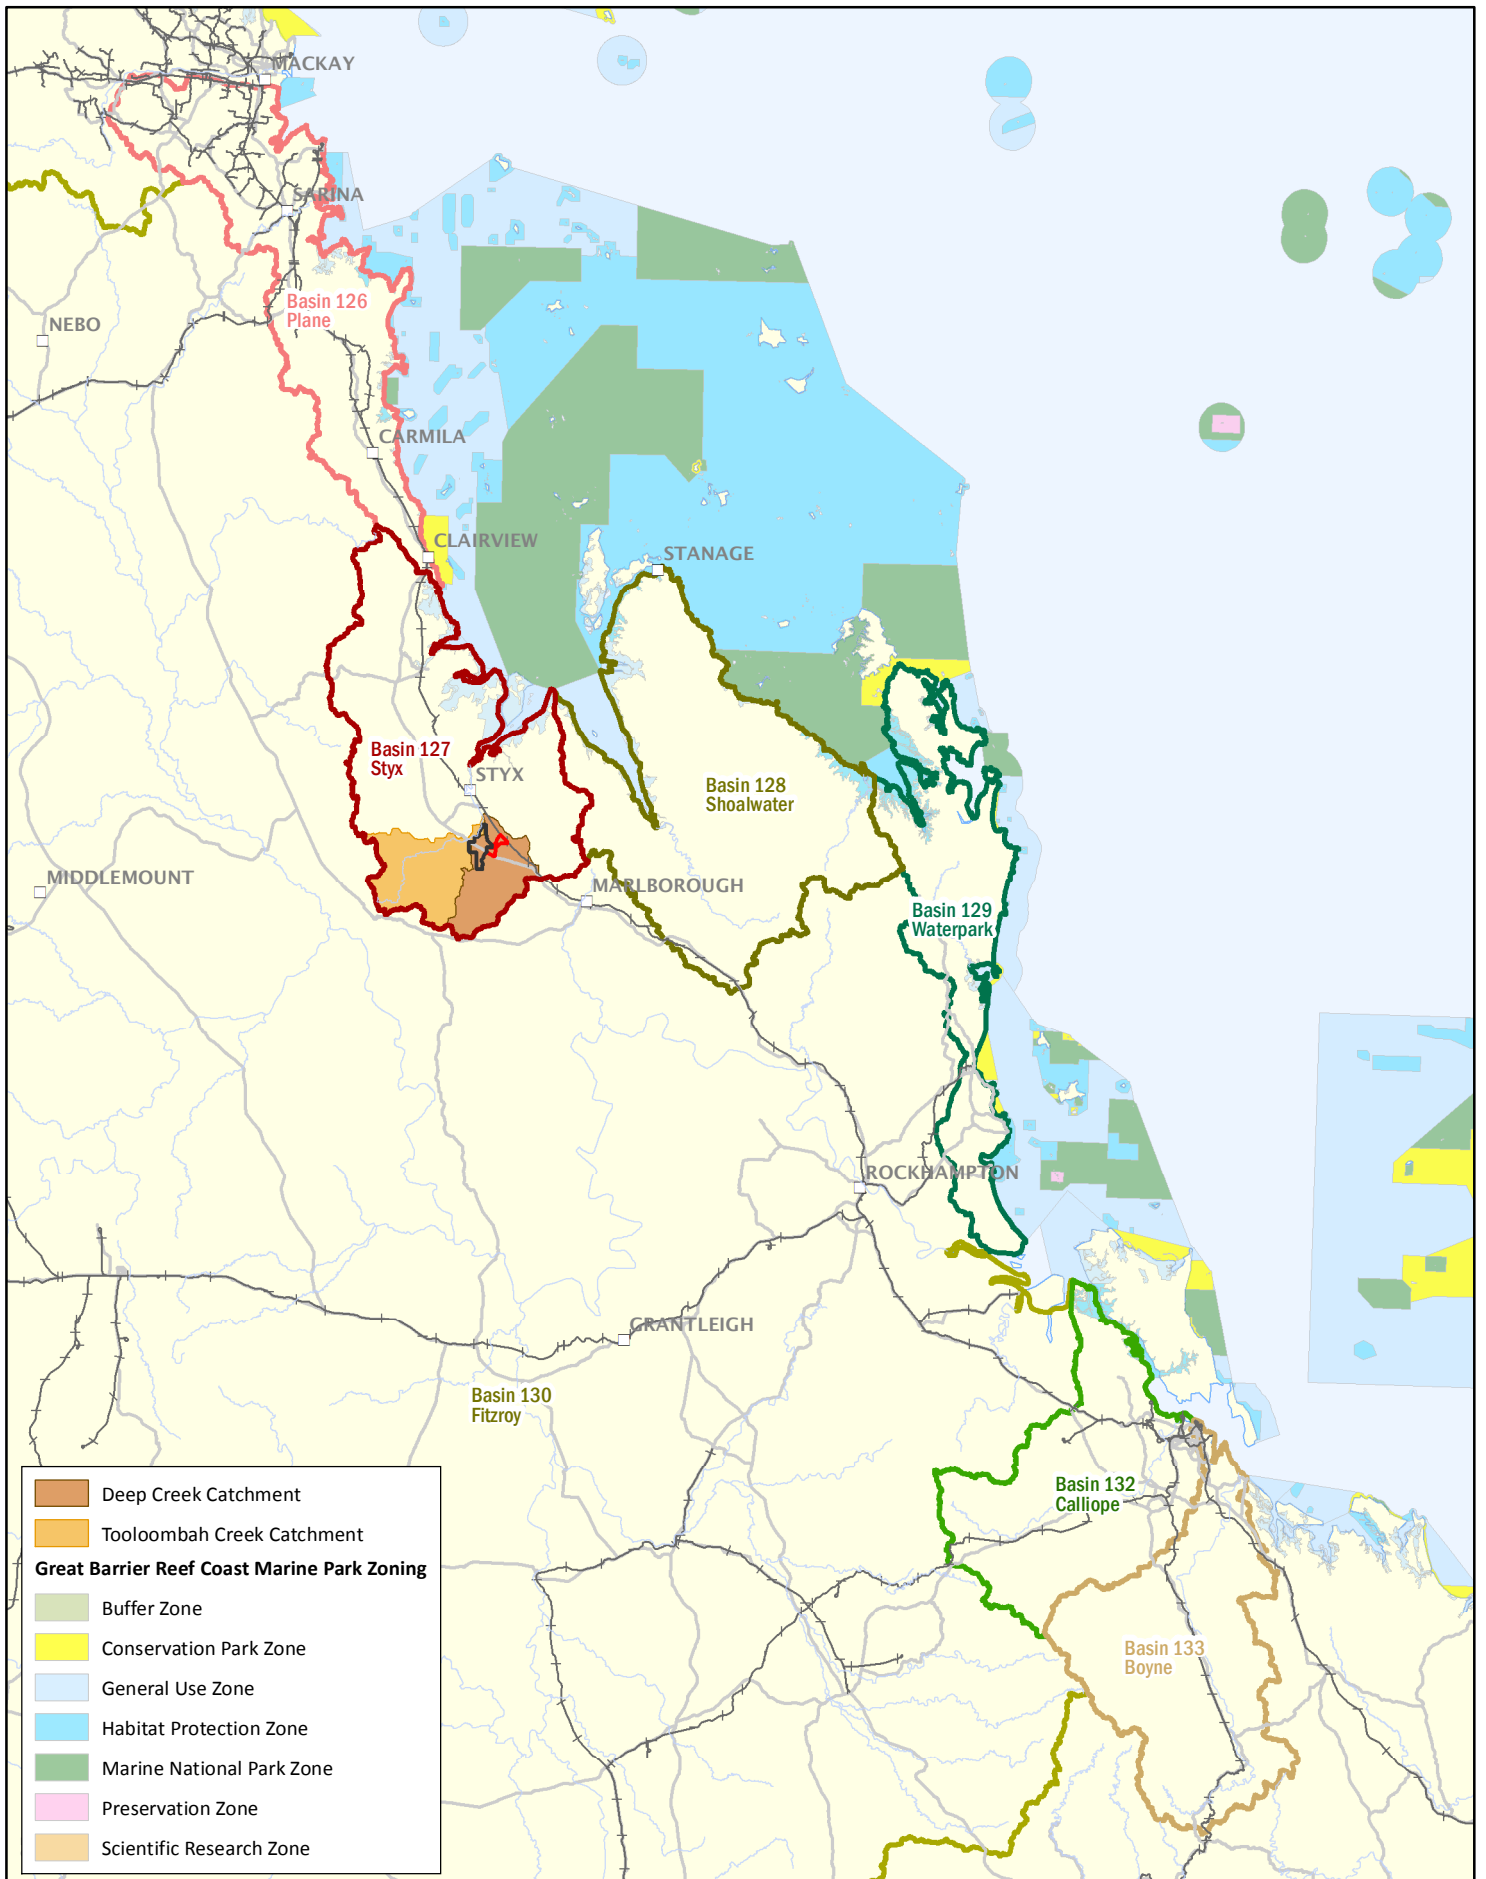 MACKAY
SARINA
Basin 126
Plane
NEBO
CARMILA
CLAIRVIEW
STANAGE
Basin 127
Styx
STYX
Basin 128
Shoalwater
MIDDLEMOUNT
MARLBOROUGH
Basin 129
Waterpark
ROCKHAMPTON
GRANTLEIGH
Basin 130
Fitzroy
Basin 132
Calliope
Basin 133
Boyne
Deep Creek Catchment
Tooloombah Creek Catchment
Great Barrier Reef Coast Marine Park Zoning
Buffer Zone
Conservation Park Zone
General Use Zone
Habitat Protection Zone
Marine National Park Zone
Preservation Zone
Scientific Research Zone